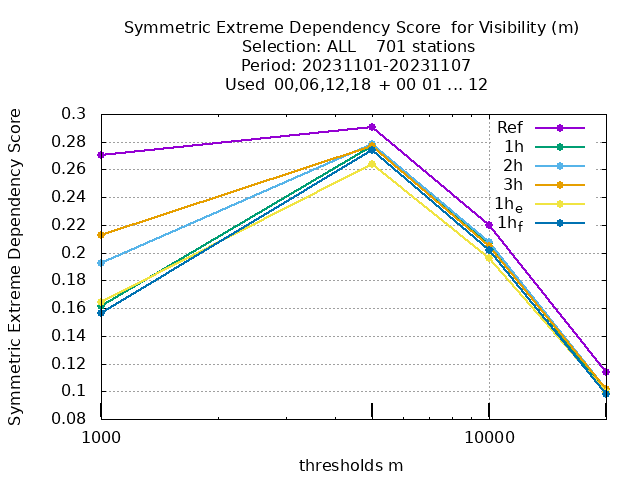 Symmetric Extreme Dependency Score  for Visibility (m)
Selection: ALL    701 stations
Period: 20231101-20231107
Used  00,06,12,18  + 00 01 ... 12
Symmetric Extreme Dependency Score
0.3
0.28
0.26
0.24
0.22
0.2
0.18
0.16
0.14
0.12
0.1
0.08
Ref
1h
2h
3h
1he
1hf
1000
10000
thresholds m